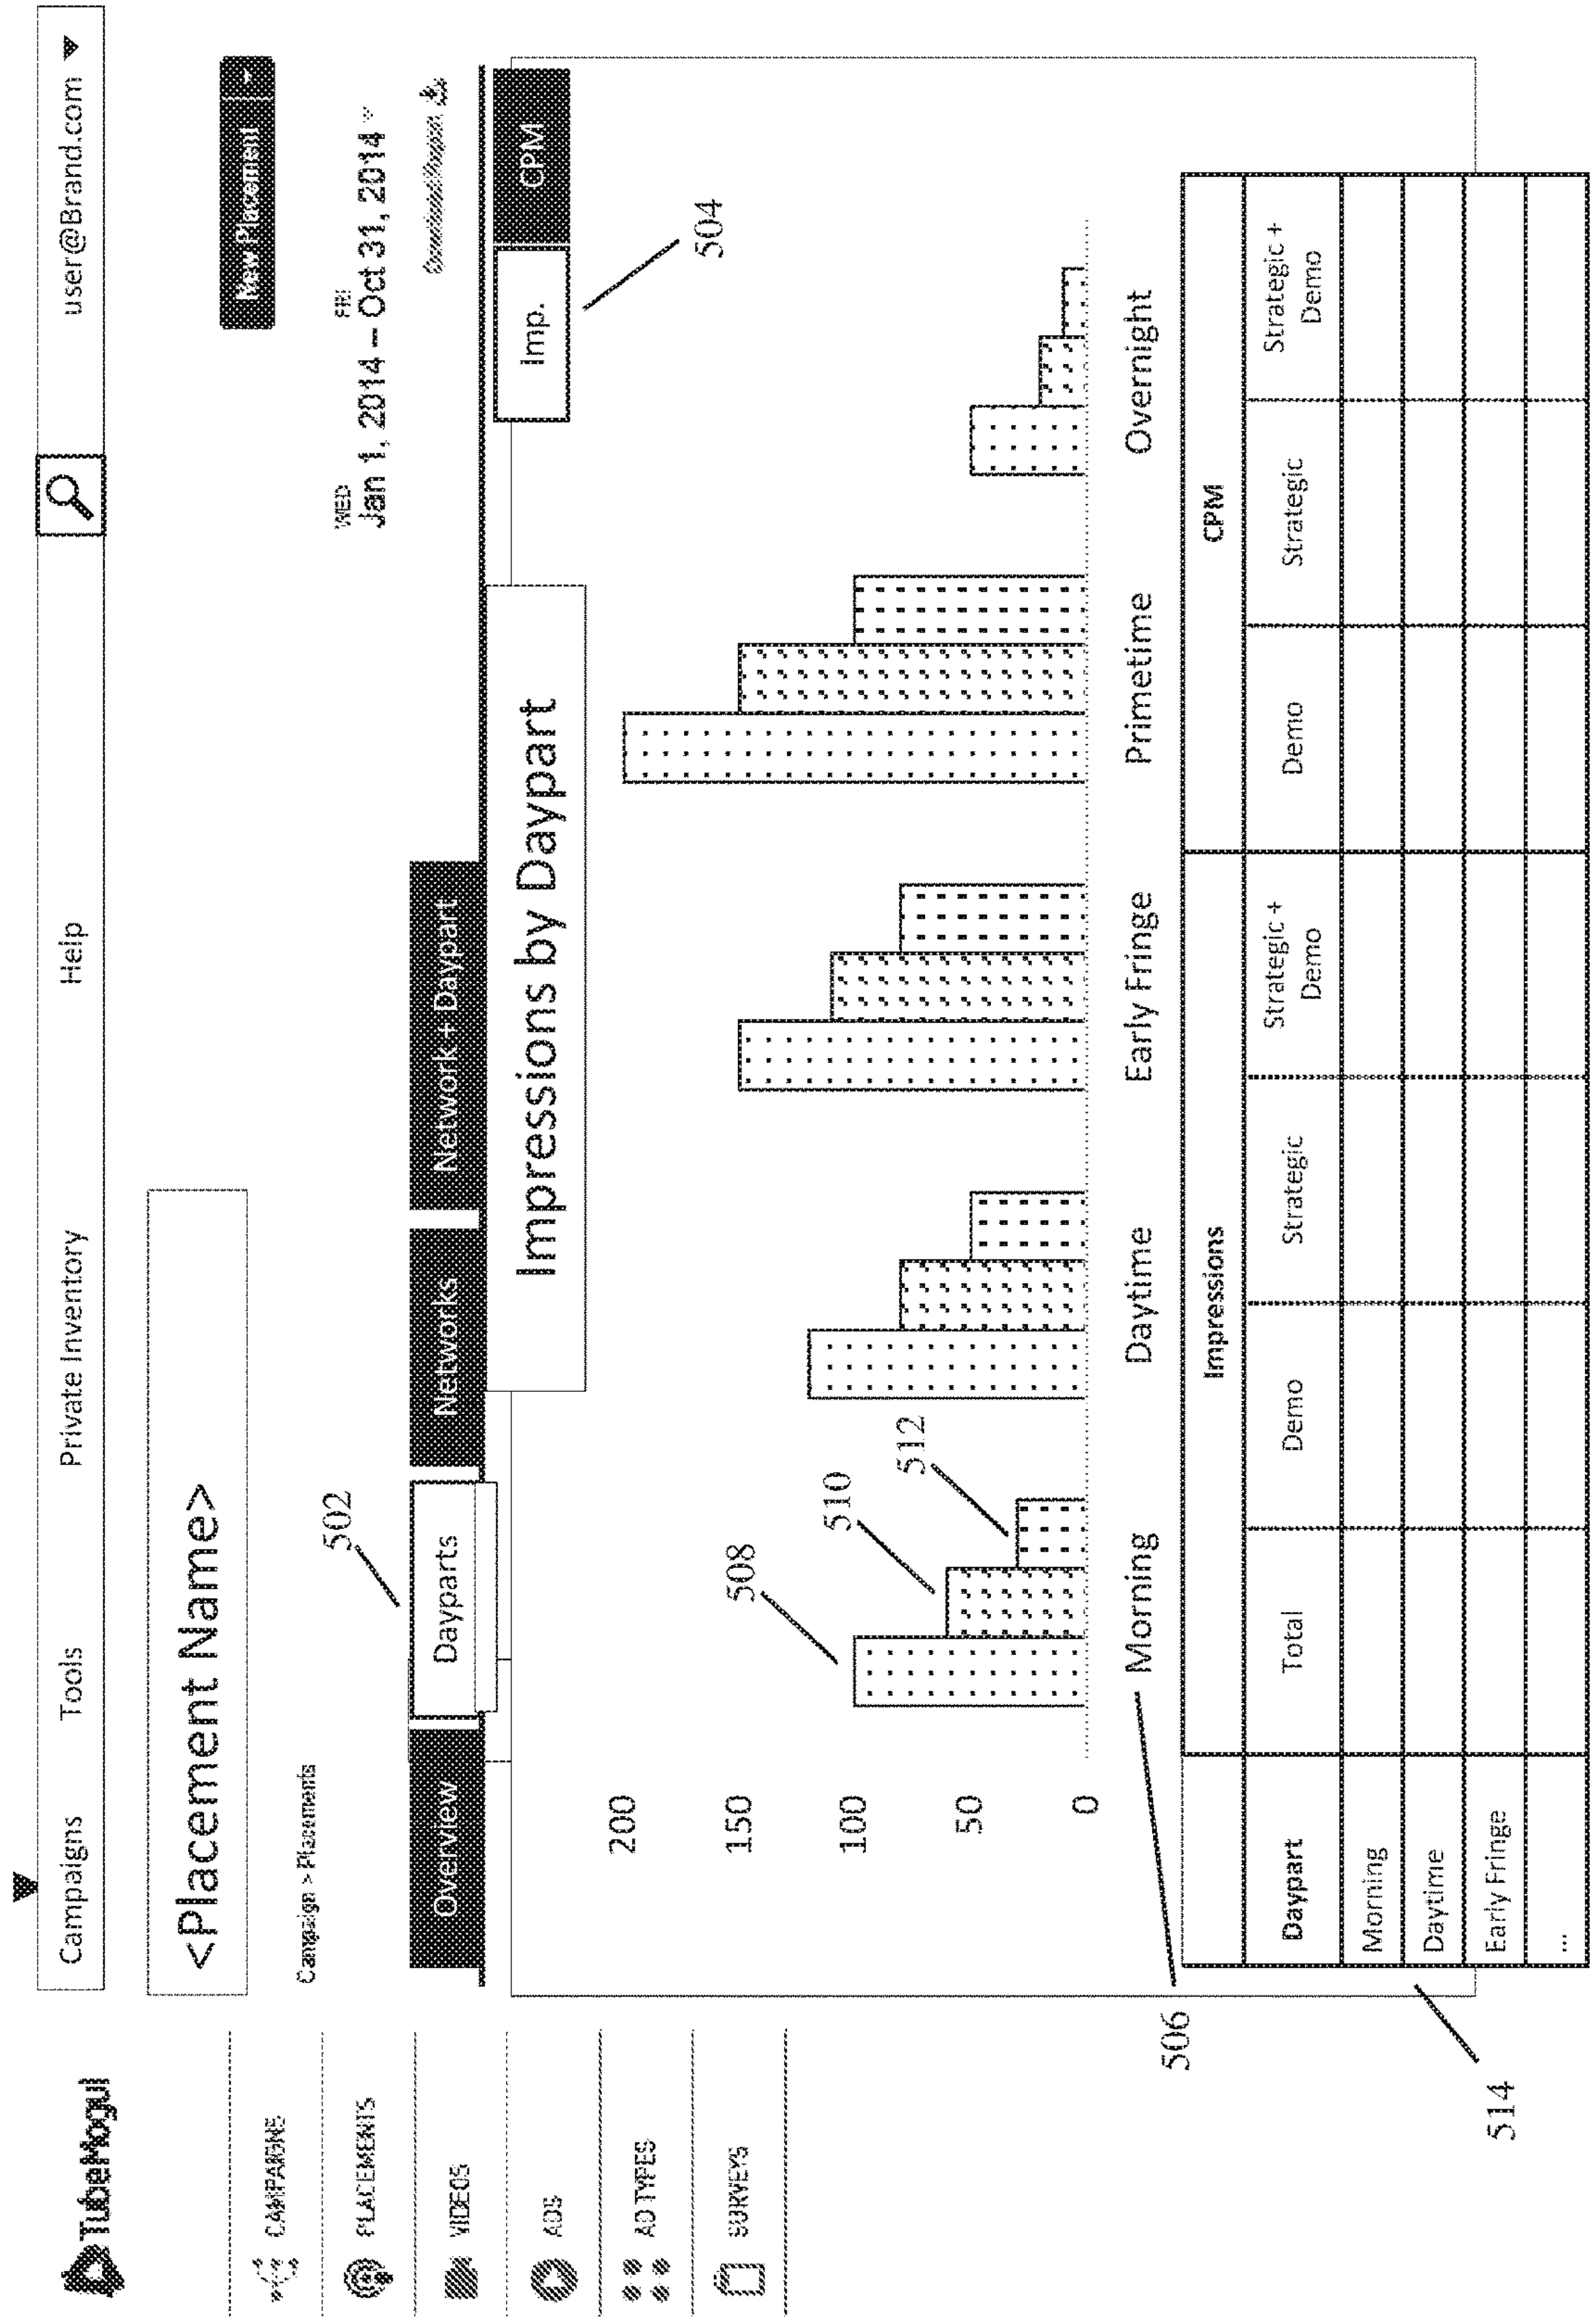 TubeMogul
Campaigns Tools Private Inventory Help user@Brand.com
<Placement Name>
New Placement
Campaign > Placements
WED FRI
Jan 1, 2014 – Oct 31, 2014
CAMPAIGNS
PLACEMENTS
VIDEOS
ADS
AD TYPES
SURVEYS
502
Overview Dayparts Networks Network + Daypart
Imp. CPM
504
Impressions by Daypart
200
150
100
50
0
508
510
512
Morning Daytime Early Fringe Primetime Overnight
506
Impressions CPM
Daypart Total Demo Strategic Strategic + Demo Demo Strategic Strategic + Demo
Morning
Daytime
Early Fringe
...
514